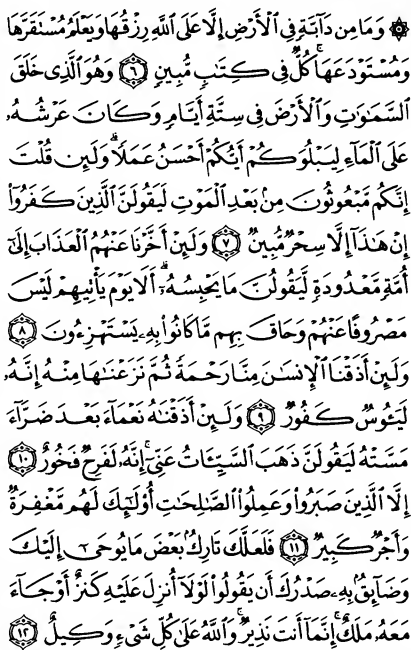 ۞ وَمَا مِن دَآبَّةٍ فِي ٱلْأَرْضِ إِلَّا عَلَى ٱللَّهِ رِزْقُهَا وَيَعْلَمُ مُسْتَقَرَّهَا
وَمُسْتَوْدَعَهَا ۚ كُلٌّ فِي كِتَٰبٍ مُّبِينٍ ٦ وَهُوَ ٱلَّذِي خَلَقَ
ٱلسَّمَٰوَٰتِ وَٱلْأَرْضَ فِي سِتَّةِ أَيَّامٍ وَكَانَ عَرْشُهُۥ
عَلَى ٱلْمَآءِ لِيَبْلُوَكُمْ أَيُّكُمْ أَحْسَنُ عَمَلًا ۗ وَلَئِن قُلْتَ
إِنَّكُم مَّبْعُوثُونَ مِنۢ بَعْدِ ٱلْمَوْتِ لَيَقُولَنَّ ٱلَّذِينَ كَفَرُوٓا۟
إِنْ هَٰذَآ إِلَّا سِحْرٌ مُّبِينٌ ٧ وَلَئِنْ أَخَّرْنَا عَنْهُمُ ٱلْعَذَابَ إِلَىٰٓ
أُمَّةٍ مَّعْدُودَةٍ لَّيَقُولُنَّ مَا يَحْبِسُهُۥٓ ۗ أَلَا يَوْمَ يَأْتِيهِمْ لَيْسَ
مَصْرُوفًا عَنْهُمْ وَحَاقَ بِهِم مَّا كَانُوا۟ بِهِۦ يَسْتَهْزِءُونَ ٨
وَلَئِنْ أَذَقْنَا ٱلْإِنسَٰنَ مِنَّا رَحْمَةً ثُمَّ نَزَعْنَٰهَا مِنْهُ إِنَّهُۥ
لَيَـُٔوسٌ كَفُورٌ ٩ وَلَئِنْ أَذَقْنَٰهُ نَعْمَآءَ بَعْدَ ضَرَّآءَ
مَسَّتْهُ لَيَقُولَنَّ ذَهَبَ ٱلسَّيِّـَٔاتُ عَنِّيٓ ۚ إِنَّهُۥ لَفَرِحٌ فَخُورٌ ١٠
إِلَّا ٱلَّذِينَ صَبَرُوا۟ وَعَمِلُوا۟ ٱلصَّٰلِحَٰتِ أُو۟لَٰٓئِكَ لَهُم مَّغْفِرَةٌ
وَأَجْرٌ كَبِيرٌ ١١ فَلَعَلَّكَ تَارِكٌۢ بَعْضَ مَا يُوحَىٰٓ إِلَيْكَ
وَضَآئِقٌۢ بِهِۦ صَدْرُكَ أَن يَقُولُوا۟ لَوْلَآ أُنزِلَ عَلَيْهِ كَنزٌ أَوْ جَآءَ
مَعَهُۥ مَلَكٌ ۚ إِنَّمَآ أَنتَ نَذِيرٌ ۚ وَٱللَّهُ عَلَىٰ كُلِّ شَيْءٍ وَكِيلٌ ١٢